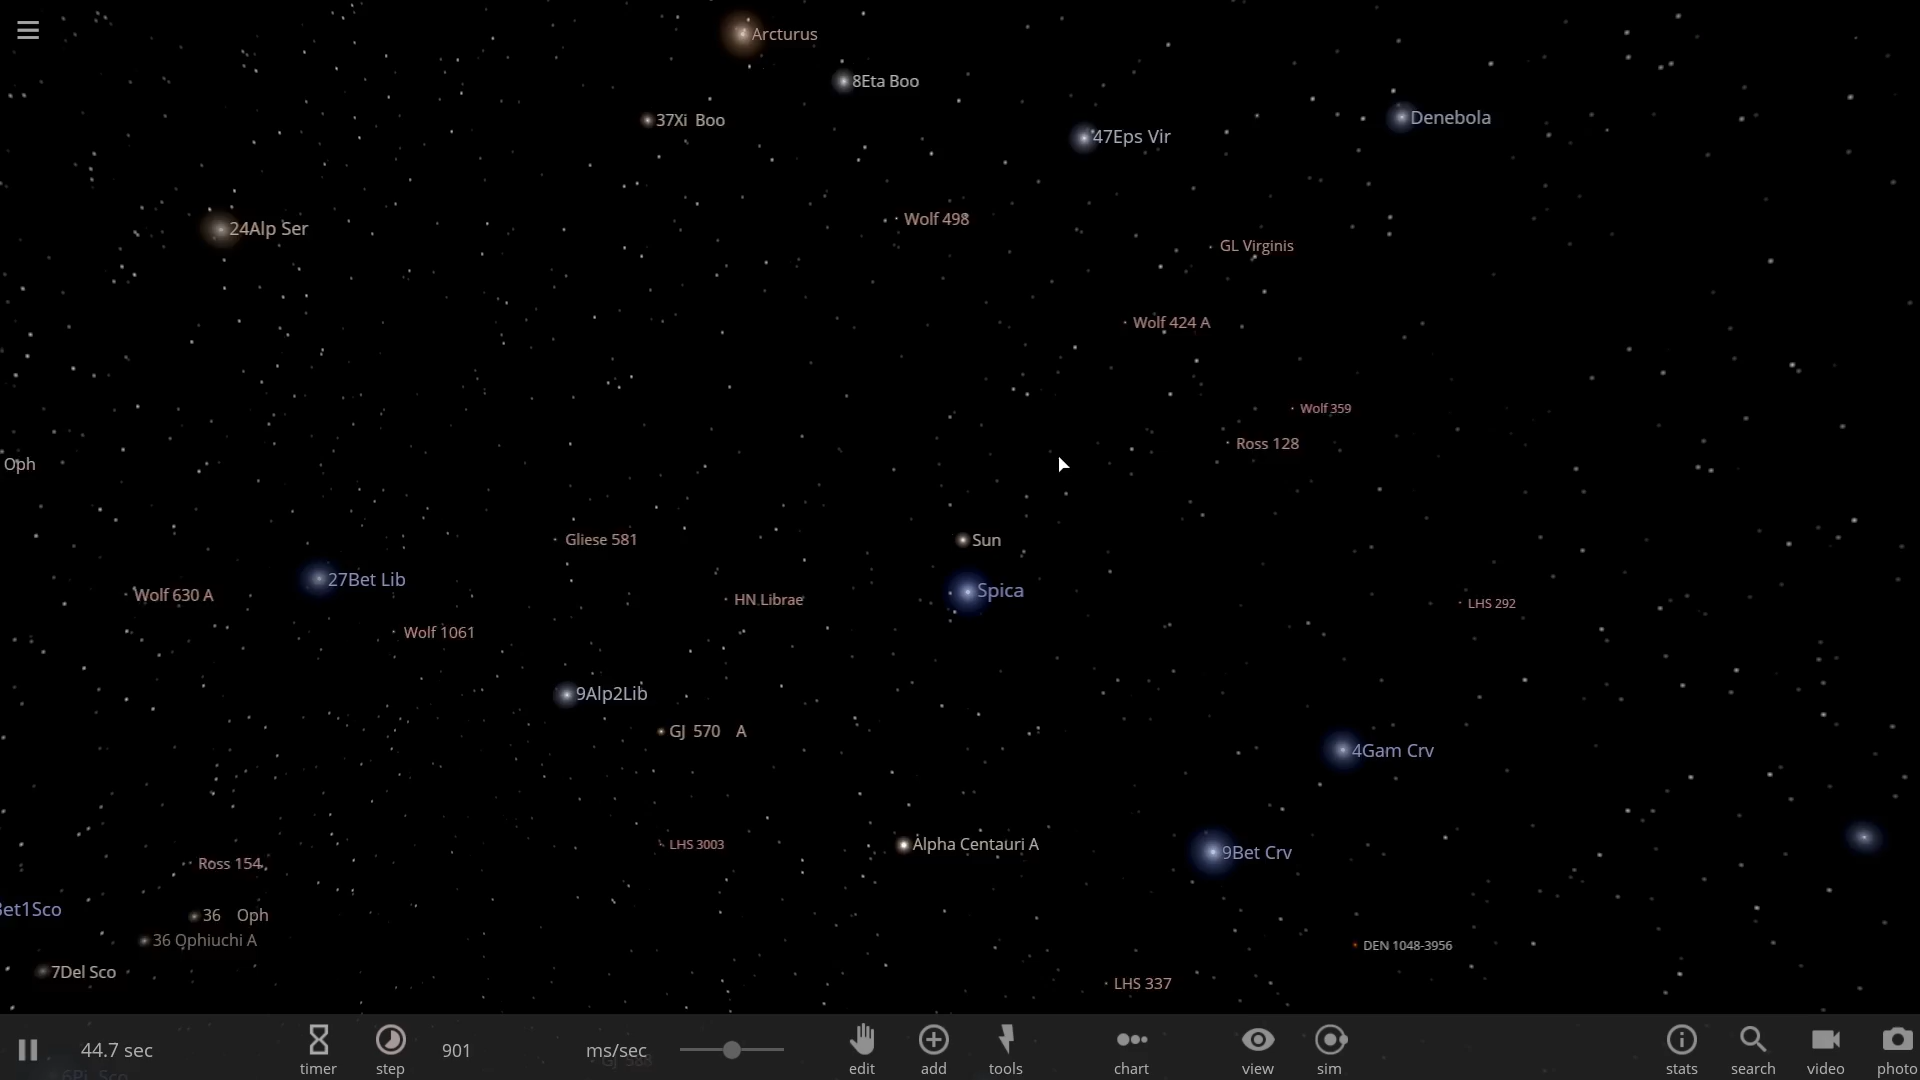 Arcturus
8Eta Boo
37Xi Boo
Denebola
47Eps Vir
Wolf 498
24Alp Ser
GL Virginis
Wolf 424 A
Wolf 359
Ross 128
Oph
Gliese 581
Sun
27Bet Lib
Spica
Wolf 630 A
HN Librae
LHS 292
Wolf 1061
9Alp2Lib
GJ 570 A
4Gam Crv
LHS 3003
Alpha Centauri A
9Bet Crv
Ross 154
Bet1Sco
36 Oph
36 Ophiuchi A
DEN 1048-3956
7Del Sco
LHS 337
44.7 sec
timer
step
901 ms/sec
edit
add
tools
chart
view
sim
stats
search
video
photo
6Pi Sco